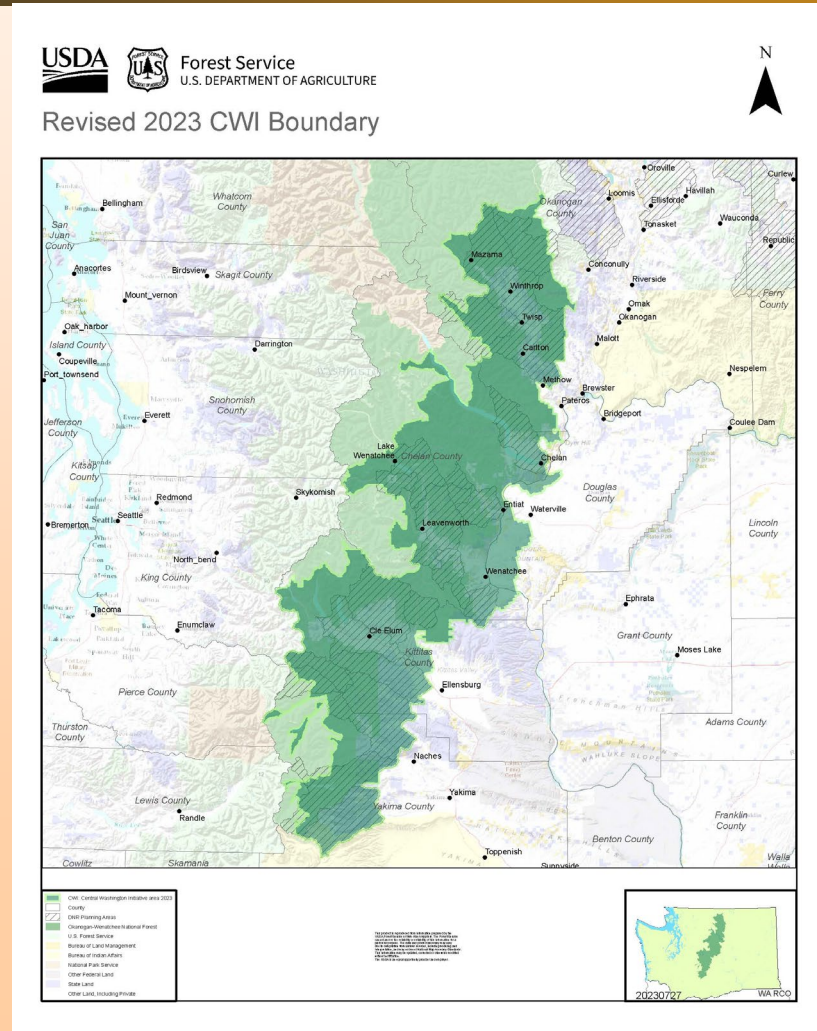 USDA
Forest Service
U.S. DEPARTMENT OF AGRICULTURE
N
Revised 2023 CWI Boundary
Oroville
Curlew
Loomis
Havillah
Whatcom
County
Okanogan
County
Ellisforde
Bellingham
Wauconda
Tonasket
San
Juan
County
Republic
Mazama
Anacortes
Birdsview
Skagit County
Conconully
Riverside
Winthrop
Ferry
County
Mount_vernon
Omak
Okanogan
Twisp
Oak_harbor
Island County
Malott
Darrington
Carlton
Coupeville
Port_townsend
Nespelem
Methow
Brewster
Pateros
Snohomish
County
Bridgeport
Everett
Jefferson
County
Coulee Dam
Lake
Wenatchee
Chelan County
Chelan
Kitsap
County
Douglas
County
Skykomish
Redmond
Entiat
Waterville
Seattle
Bremerton
Leavenworth
Lincoln
County
North_bend
King County
Wenatchee
Tacoma
Ephrata
Enumclaw
Cle Elum
Grant County
Kittitas
County
Moses Lake
Ellensburg
Pierce County
Adams County
Thurston
County
Naches
Lewis County
Yakima
Yakima County
Randle
Franklin
County
Benton County
Toppenish
Cowlitz
Skamania
Sunnyside
Walla
Walla
CWI: Central Washington Initiative area 2023
County
DNR Planning Areas
Okanogan-Wenatchee National Forest
U.S. Forest Service
Bureau of Land Management
Bureau of Indian Affairs
National Park Service
Other Federal Land
State Land
Other Land, Including Private
20230727
WA RCO